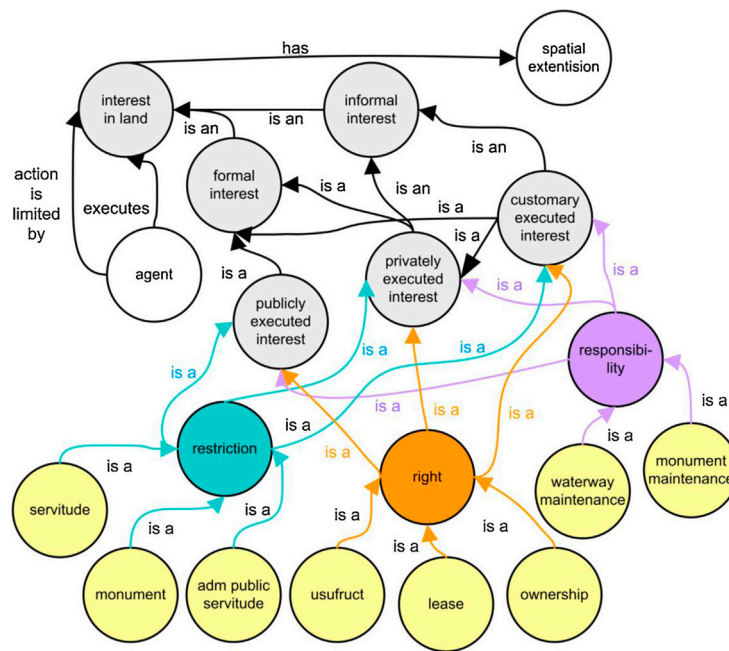 has
spatial
extentision
interest
in land
informal
interest
is an
is an
is an
action
is
limited
by
executes
formal
interest
is a
is an
customary
executed
interest
is a
is a
agent
is a
privately
executed
interest
is a
is a
publicly
executed
interest
is a
is a
is a
responsibi-
lity
is a
is a
is a
is a
is a
is a
is a
restriction
right
is a
is a
waterway
maintenance
monument
maintenance
servitude
is a
is a
is a
is a
is a
monument
adm public
servitude
usufruct
lease
ownership